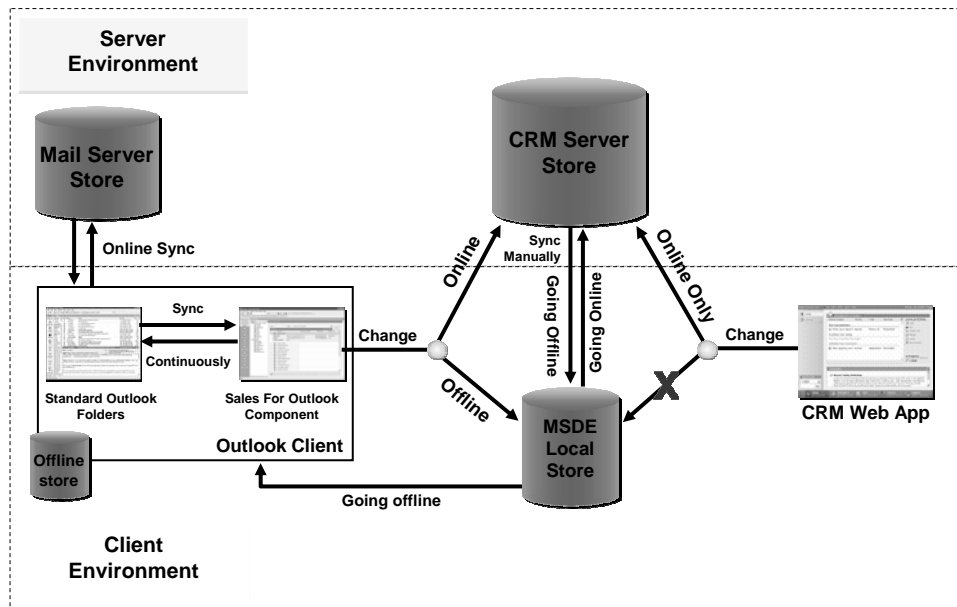 Server
Environment
Mail Server
Store
CRM Server
Store
Online Sync
Online
Sync
Manually
Going Offline
Going Online
Online Only
Sync
Continuously
Standard Outlook
Folders
Sales For Outlook
Component
Change
Offline
Change
X
CRM Web App
Outlook Client
Offline
store
MSDE
Local
Store
Going offline
Client
Environment